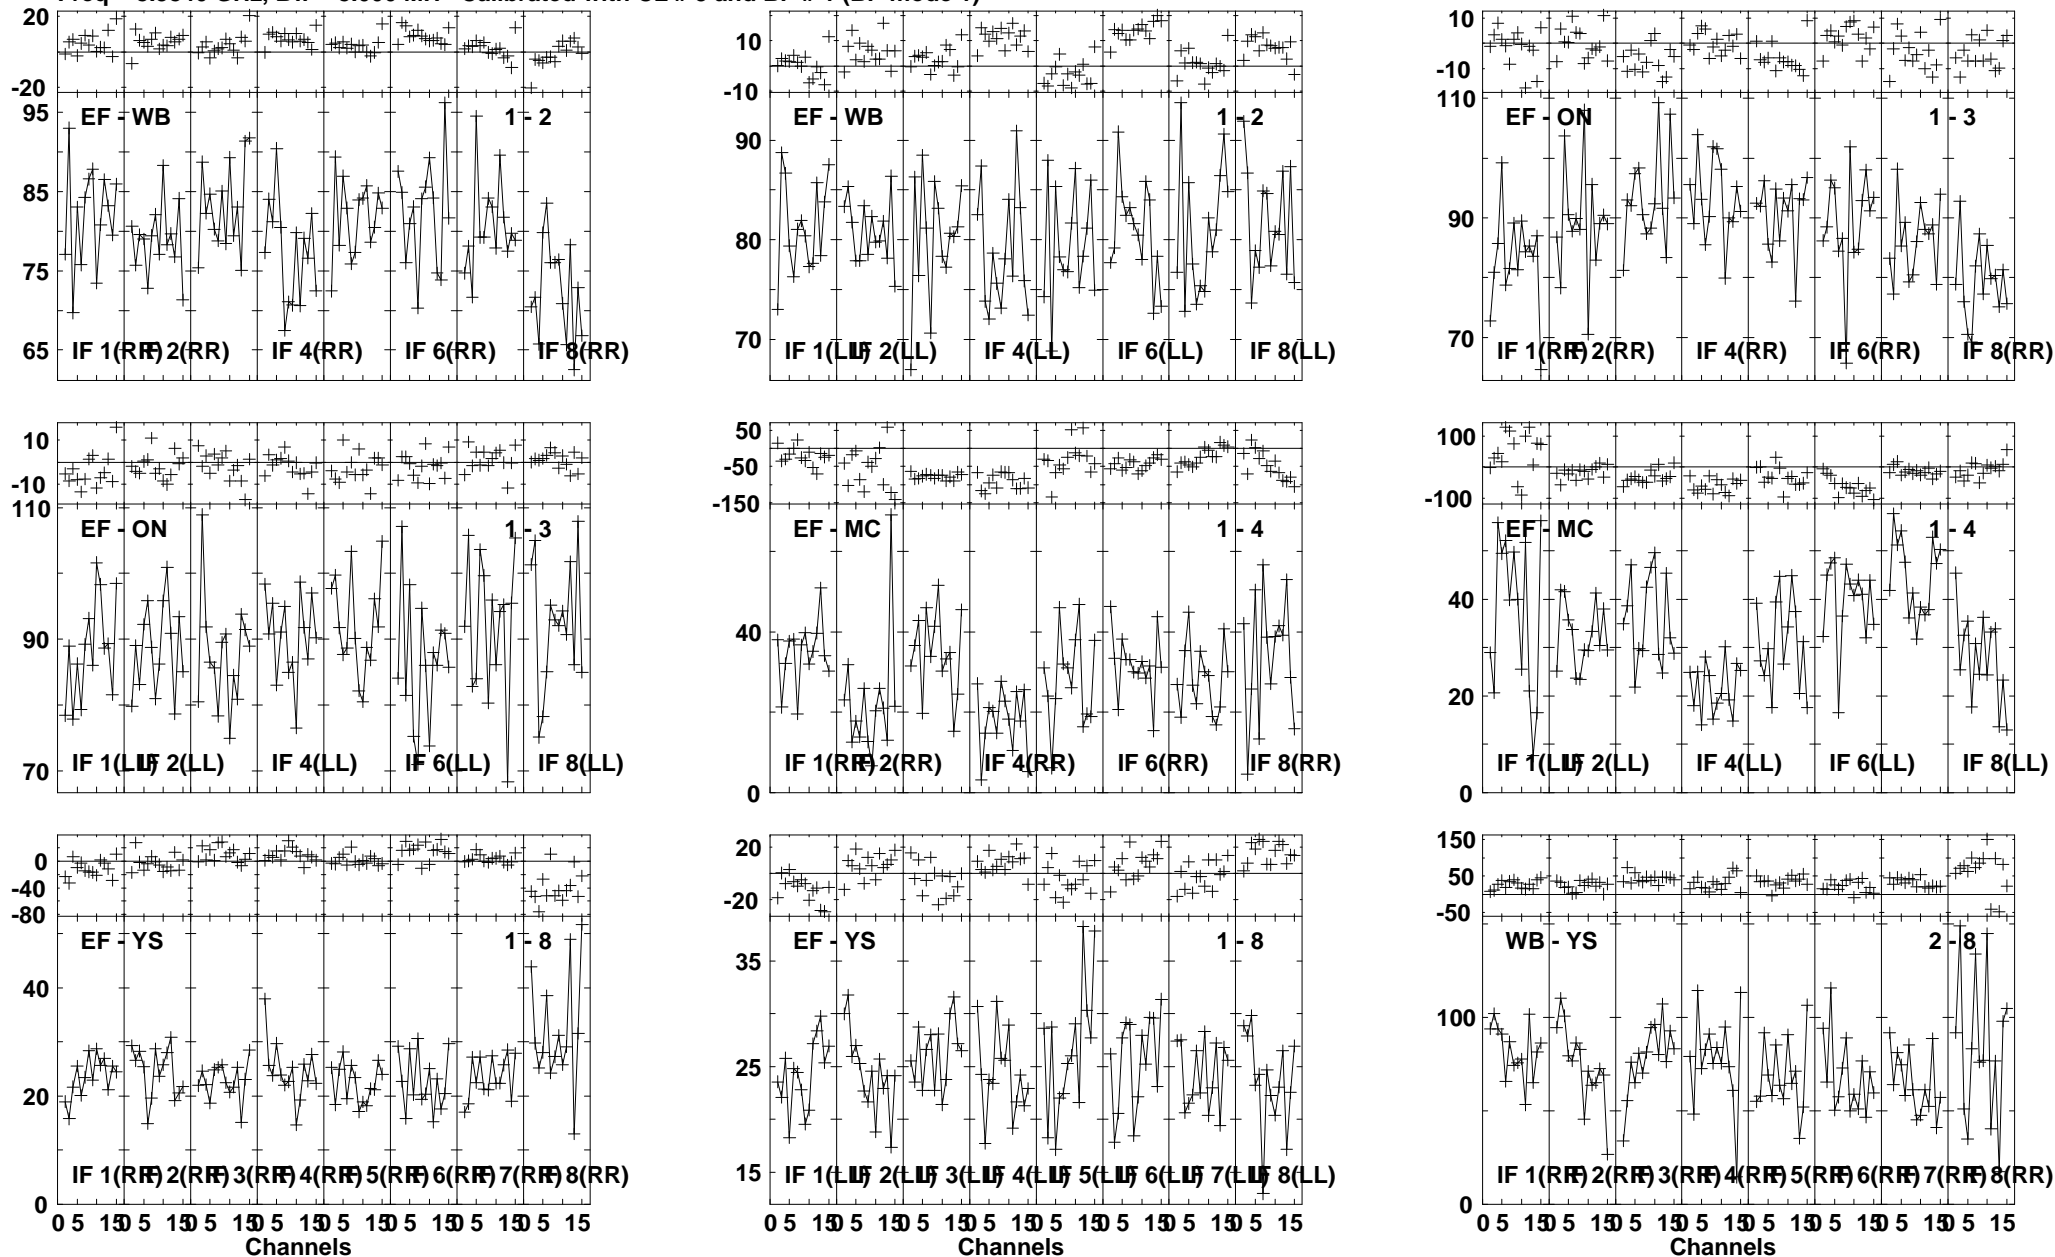 20
0
-20
95
85
75
65
EF - WB
1 - 2
IF 1(RR)
IF 2(RR)
IF 4(RR)
IF 6(RR)
IF 8(RR)
10
-10
90
80
70
EF - WB
1 - 2
IF 1(LL)
IF 2(LL)
IF 4(LL)
IF 6(LL)
IF 8(LL)
10
-10
110
90
70
EF - ON
1 - 3
IF 1(RR)
IF 2(RR)
IF 4(RR)
IF 6(RR)
IF 8(RR)
10
-10
110
90
70
EF - ON
1 - 3
IF 1(LL)
IF 2(LL)
IF 4(LL)
IF 6(LL)
IF 8(LL)
50
-50
-150
40
0
EF - MC
1 - 4
IF 1(RR)
IF 2(RR)
IF 4(RR)
IF 6(RR)
IF 8(RR)
100
-100
40
20
0
EF - MC
1 - 4
IF 1(LL)
IF 2(LL)
IF 4(LL)
IF 6(LL)
IF 8(LL)
0
-40
-80
40
20
0
EF - YS
1 - 8
IF 1(RR)
IF 2(RR)
IF 3(RR)
IF 4(RR)
IF 5(RR)
IF 6(RR)
IF 7(RR)
IF 8(RR)
0 5 15 0 5 15 0 5 15 0 5 15 0 5 15 0 5 15 0 5 15 0 5 15
Channels
20
-20
35
25
15
EF - YS
1 - 8
IF 1(LL)
IF 2(LL)
IF 3(LL)
IF 4(LL)
IF 5(LL)
IF 6(LL)
IF 7(LL)
IF 8(LL)
0 5 15 0 5 15 0 5 15 0 5 15 0 5 15 0 5 15 0 5 15 0 5 15
Channels
150
50
-50
100
0
WB - YS
2 - 8
IF 1(RR)
IF 2(RR)
IF 3(RR)
IF 4(RR)
IF 5(RR)
IF 6(RR)
IF 7(RR)
IF 8(RR)
0 5 15 0 5 15 0 5 15 0 5 15 0 5 15 0 5 15 0 5 15 0 5 15
Channels